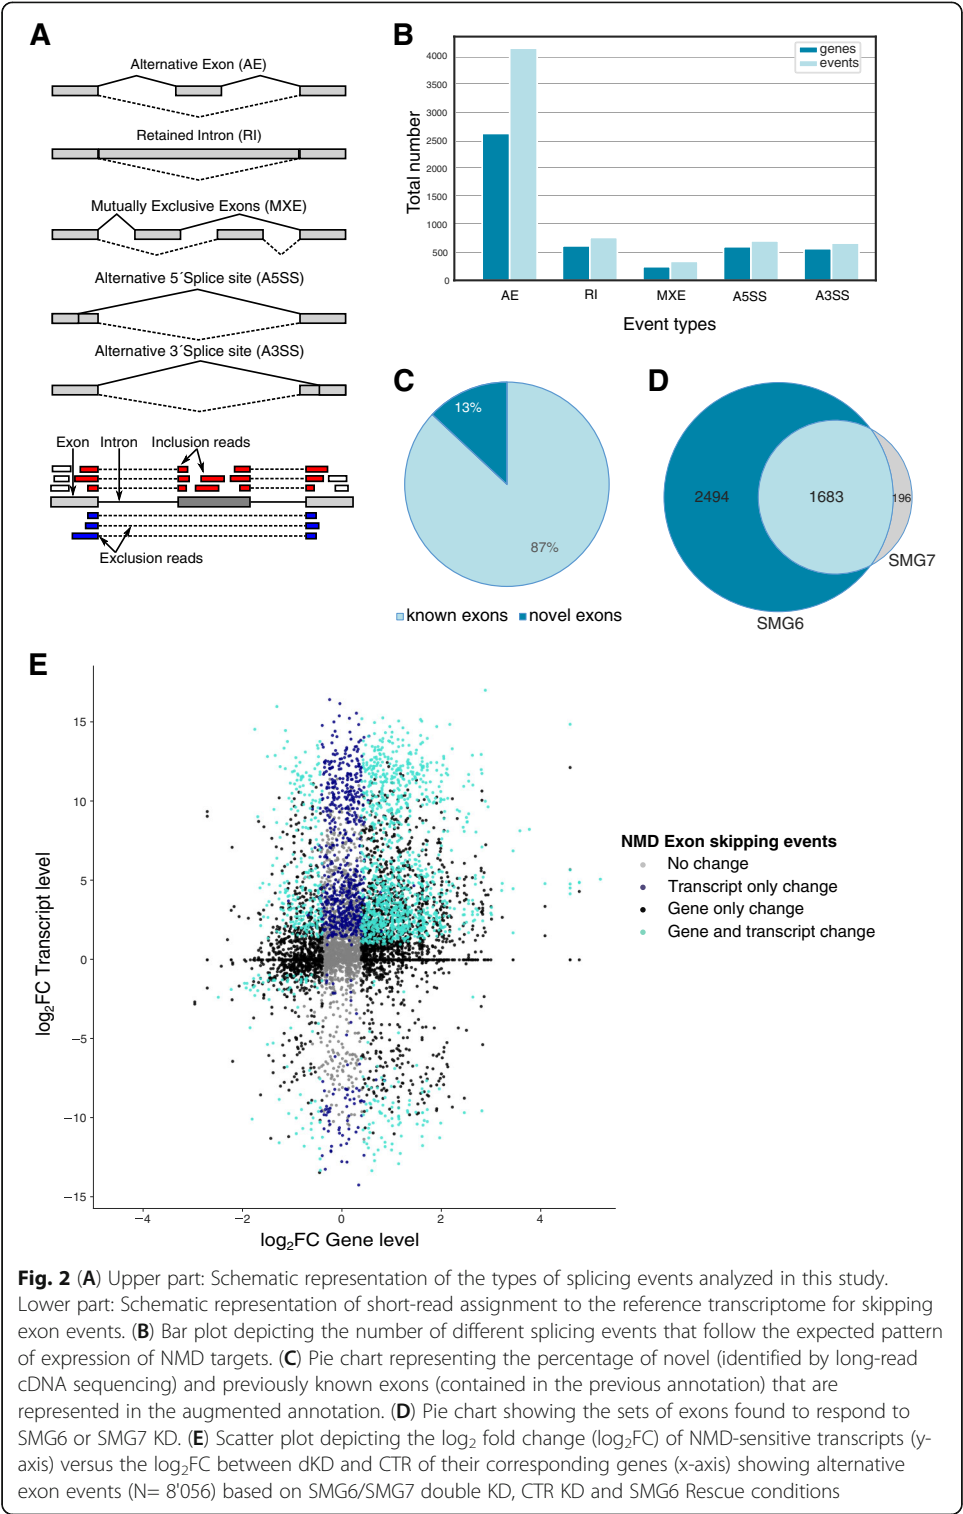 A
Alternative Exon (AE)
Retained Intron (RI)
Mutually Exclusive Exons (MXE)
Alternative 5´Splice site (A5SS)
Alternative 3´Splice site (A3SS)
Exon Intron Inclusion reads
Exclusion reads
B
Total number
4000
3500
3000
2500
2000
1500
1000
500
0
genes
events
AE RI MXE A5SS A3SS
Event types
C
13%
87%
known exons novel exons
D
2494 1683 196
SMG7
SMG6
E
log2FC Transcript level
15
10
5
0
−5
−10
−15
−4 −2 0 2 4
log2FC Gene level
NMD Exon skipping events
No change
Transcript only change
Gene only change
Gene and transcript change
Fig. 2 (A) Upper part: Schematic representation of the types of splicing events analyzed in this study.
Lower part: Schematic representation of short-read assignment to the reference transcriptome for skipping
exon events. (B) Bar plot depicting the number of different splicing events that follow the expected pattern
of expression of NMD targets. (C) Pie chart representing the percentage of novel (identified by long-read
cDNA sequencing) and previously known exons (contained in the previous annotation) that are
represented in the augmented annotation. (D) Pie chart showing the sets of exons found to respond to
SMG6 or SMG7 KD. (E) Scatter plot depicting the log2 fold change (log2FC) of NMD-sensitive transcripts (y-
axis) versus the log2FC between dKD and CTR of their corresponding genes (x-axis) showing alternative
exon events (N= 8'056) based on SMG6/SMG7 double KD, CTR KD and SMG6 Rescue conditions